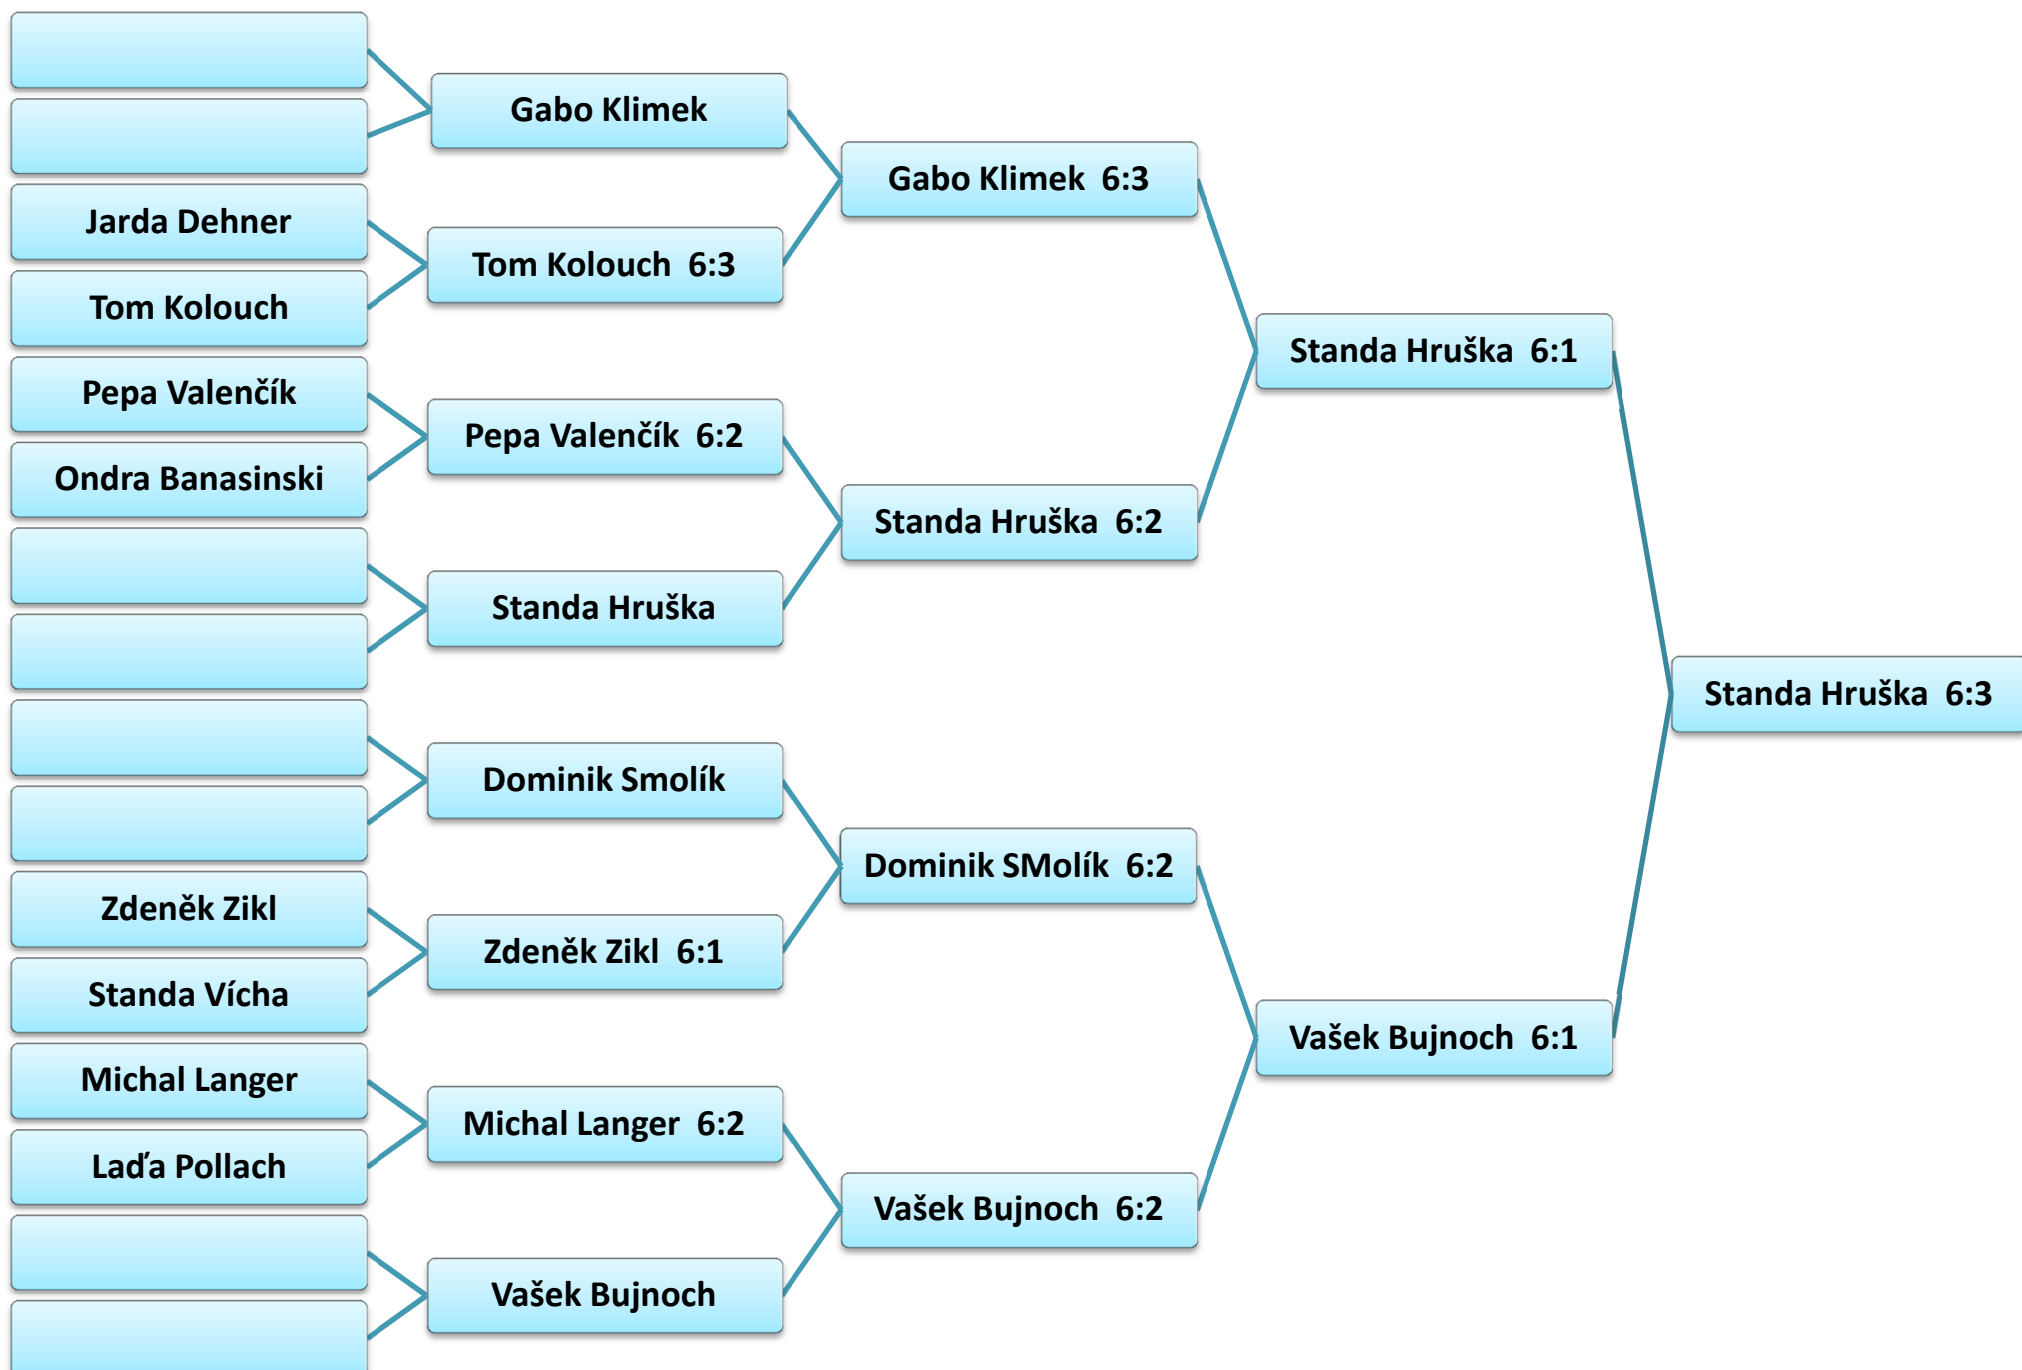 Jarda Dehner
Tom Kolouch
Pepa Valenčík
Ondra Banasinski
Zdeněk Zikl
Standa Vícha
Michal Langer
Laďa Pollach
Gabo Klimek
Tom Kolouch 6:3
Pepa Valenčík 6:2
Standa Hruška
Dominik Smolík
Zdeněk Zikl 6:1
Michal Langer 6:2
Vašek Bujnoch
Gabo Klimek 6:3
Standa Hruška 6:2
Dominik SMolík 6:2
Vašek Bujnoch 6:2
Standa Hruška 6:1
Vašek Bujnoch 6:1
Standa Hruška 6:3